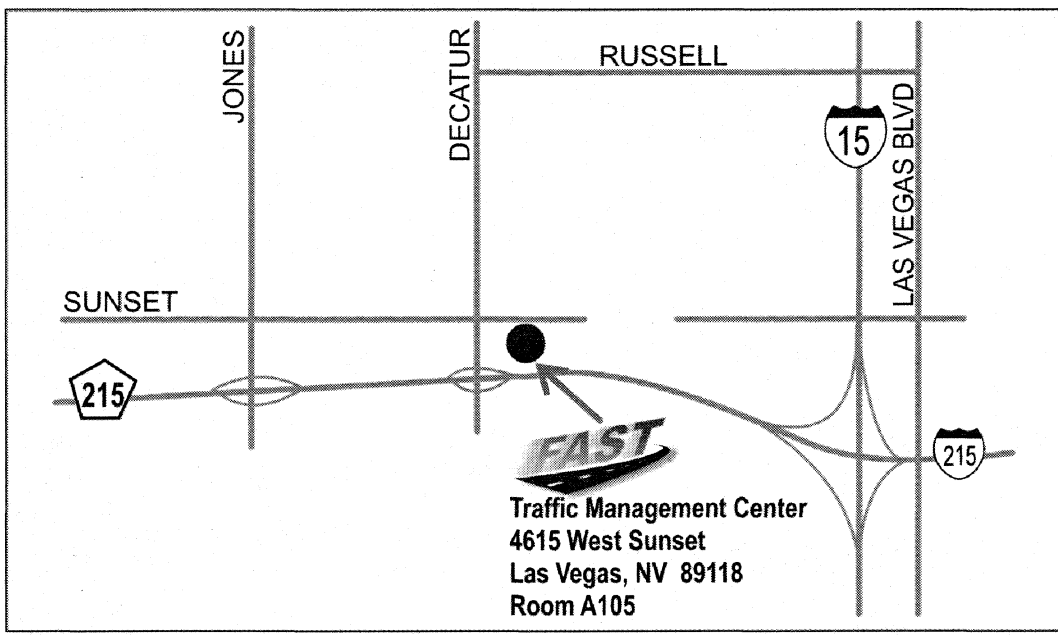 JONES
DECATUR
RUSSELL
15
LAS VEGAS BLVD
SUNSET
215
215
FAST
Traffic Management Center
4615 West Sunset
Las Vegas, NV 89118
Room A105